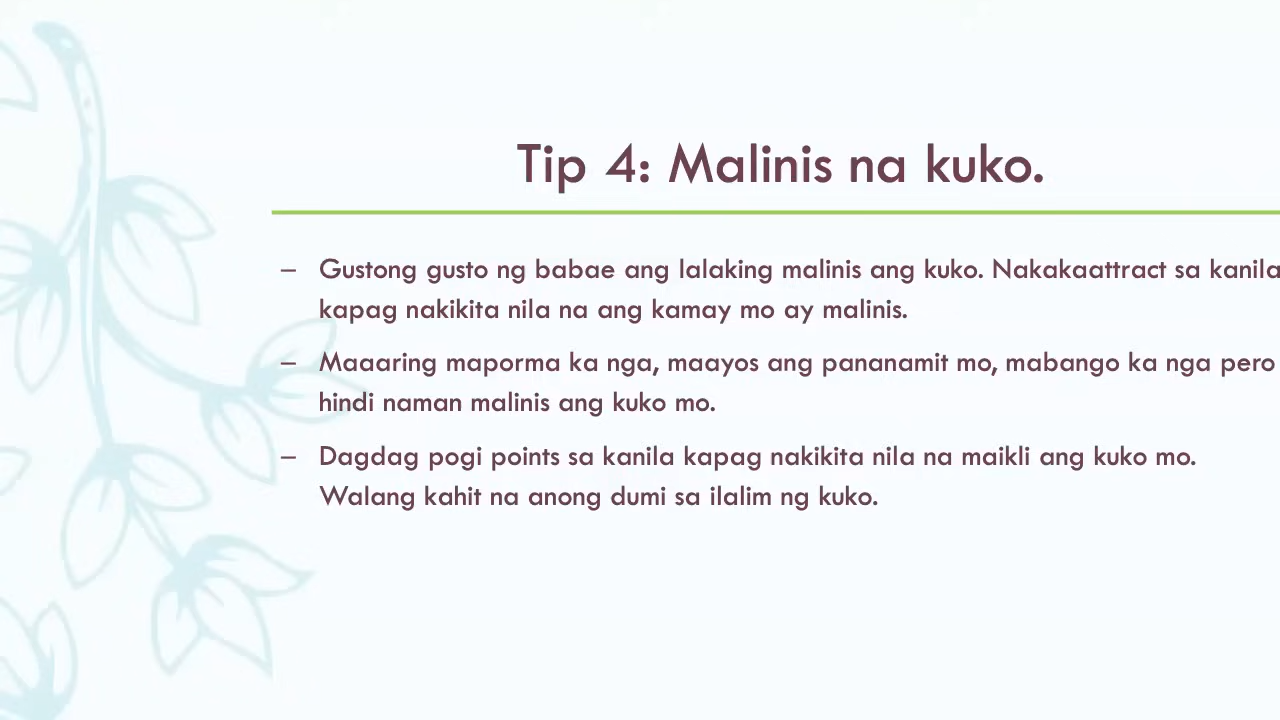 Tip 4: Malinis na kuko.
– Gustong gusto ng babae ang lalaking malinis ang kuko. Nakakaattract sa kanila
kapag nakikita nila na ang kamay mo ay malinis.
– Maaaring maporma ka nga, maayos ang pananamit mo, mabango ka nga pero
hindi naman malinis ang kuko mo.
– Dagdag pogi points sa kanila kapag nakikita nila na maikli ang kuko mo.
Walang kahit na anong dumi sa ilalim ng kuko.